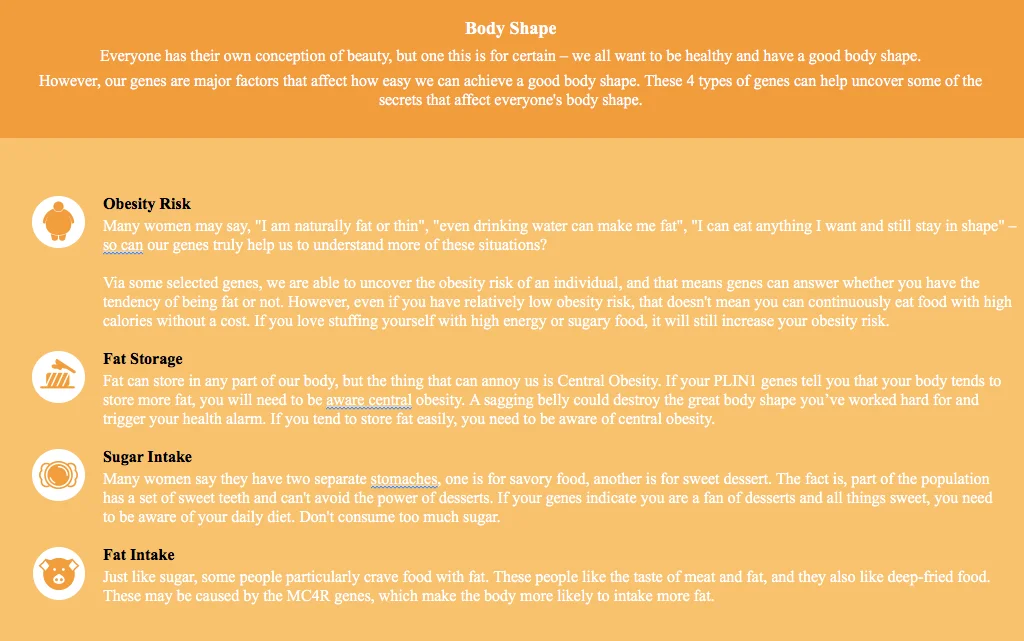 Body Shape
Everyone has their own conception of beauty, but one this is for certain – we all want to be healthy and have a good body shape.
However, our genes are major factors that affect how easy we can achieve a good body shape. These 4 types of genes can help uncover some of the
secrets that affect everyone's body shape.
Obesity Risk
Many women may say, "I am naturally fat or thin", "even drinking water can make me fat", "I can eat anything I want and still stay in shape" –
so can our genes truly help us to understand more of these situations?
Via some selected genes, we are able to uncover the obesity risk of an individual, and that means genes can answer whether you have the
tendency of being fat or not. However, even if you have relatively low obesity risk, that doesn't mean you can continuously eat food with high
calories without a cost. If you love stuffing yourself with high energy or sugary food, it will still increase your obesity risk.
Fat Storage
Fat can store in any part of our body, but the thing that can annoy us is Central Obesity. If your PLIN1 genes tell you that your body tends to
store more fat, you will need to be aware central obesity. A sagging belly could destroy the great body shape you’ve worked hard for and
trigger your health alarm. If you tend to store fat easily, you need to be aware of central obesity.
Sugar Intake
Many women say they have two separate stomaches, one is for savory food, another is for sweet dessert. The fact is, part of the population
has a set of sweet teeth and can't avoid the power of desserts. If your genes indicate you are a fan of desserts and all things sweet, you need
to be aware of your daily diet. Don't consume too much sugar.
Fat Intake
Just like sugar, some people particularly crave food with fat. These people like the taste of meat and fat, and they also like deep-fried food.
These may be caused by the MC4R genes, which make the body more likely to intake more fat.